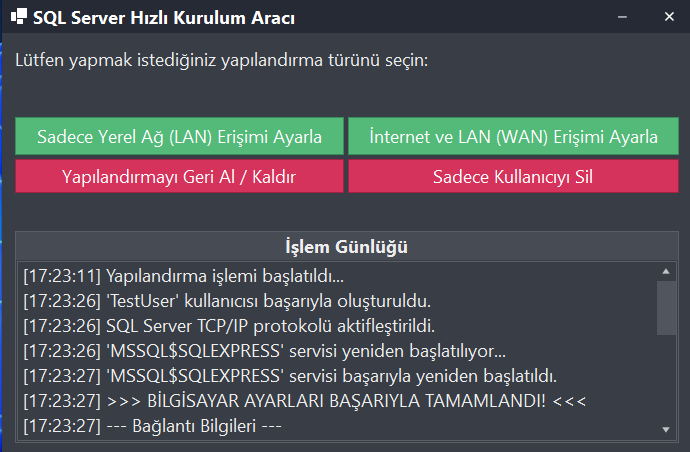 SQL Server Hızlı Kurulum Aracı
Lütfen yapmak istediğiniz yapılandırma türünü seçin:
Sadece Yerel Ağ (LAN) Erişimi Ayarla
İnternet ve LAN (WAN) Erişimi Ayarla
Yapılandırmayı Geri Al / Kaldır
Sadece Kullanıcıyı Sil
İşlem Günlüğü
[17:23:11] Yapılandırma işlemi başlatıldı...
[17:23:26] 'TestUser' kullanıcısı başarıyla oluşturuldu.
[17:23:26] SQL Server TCP/IP protokolü aktifleştirildi.
[17:23:26] 'MSSQL$SQLEXPRESS' servisi yeniden başlatılıyor...
[17:23:27] 'MSSQL$SQLEXPRESS' servisi başarıyla yeniden başlatıldı.
[17:23:27] >>> BİLGİSAYAR AYARLARI BAŞARIYLA TAMAMLANDI! <<<
[17:23:27] --- Bağlantı Bilgileri ---